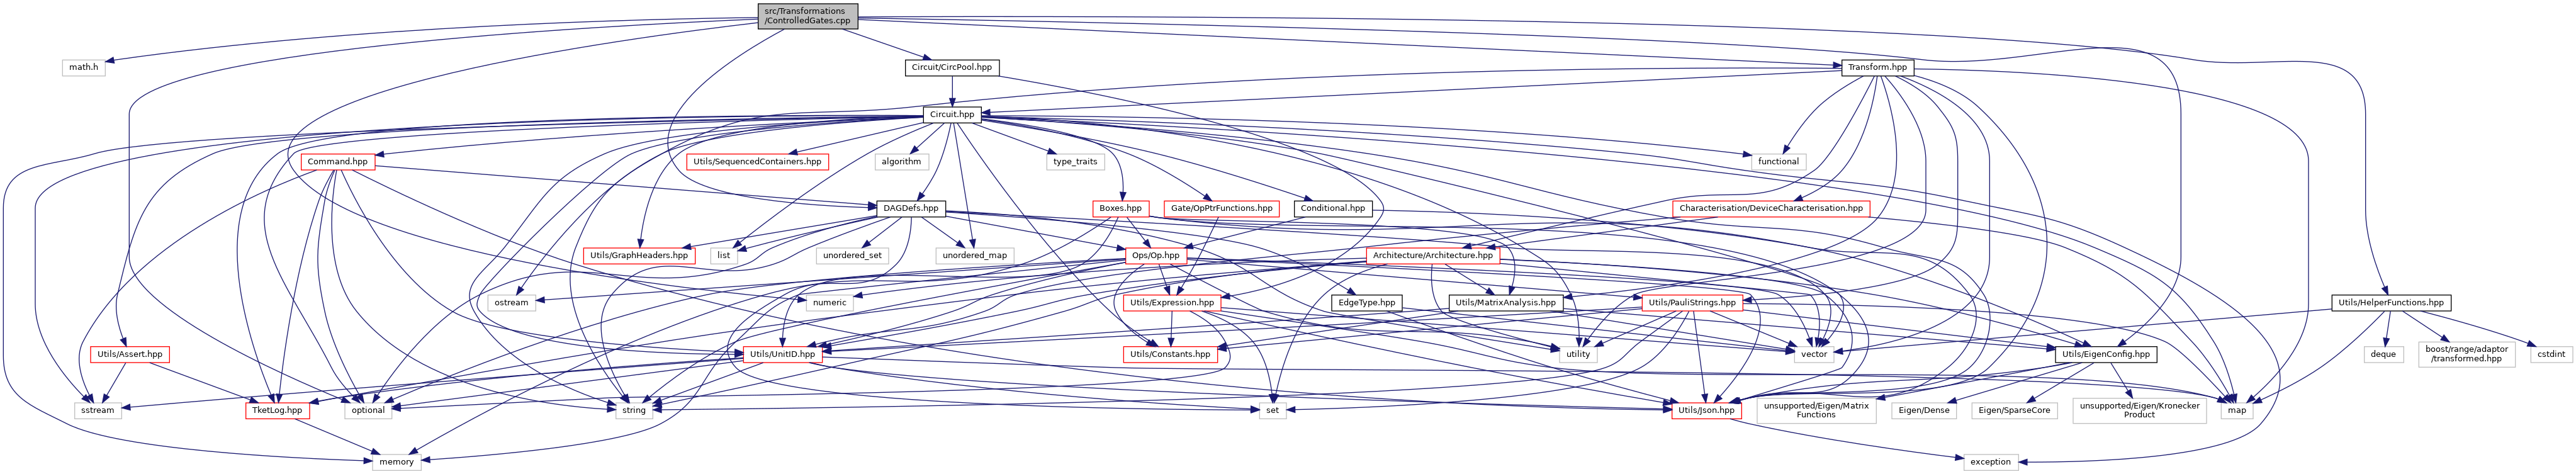 src/Transformations
/ControlledGates.cpp
math.h
Circuit/CircPool.hpp
Transform.hpp
Circuit.hpp
Command.hpp
Utils/SequencedContainers.hpp
algorithm
type_traits
functional
DAGDefs.hpp
Boxes.hpp
Gate/OpPtrFunctions.hpp
Conditional.hpp
Characterisation/DeviceCharacterisation.hpp
Utils/GraphHeaders.hpp
list
unordered_set
unordered_map
Ops/Op.hpp
Architecture/Architecture.hpp
ostream
numeric
Utils/Expression.hpp
EdgeType.hpp
Utils/MatrixAnalysis.hpp
Utils/PauliStrings.hpp
Utils/HelperFunctions.hpp
Utils/Assert.hpp
Utils/UnitID.hpp
Utils/Constants.hpp
utility
vector
Utils/EigenConfig.hpp
deque
boost/range/adaptor
/transformed.hpp
cstdint
sstream
TketLog.hpp
optional
string
set
Utils/Json.hpp
unsupported/Eigen/Matrix
Functions
Eigen/Dense
Eigen/SparseCore
unsupported/Eigen/Kronecker
Product
map
memory
exception